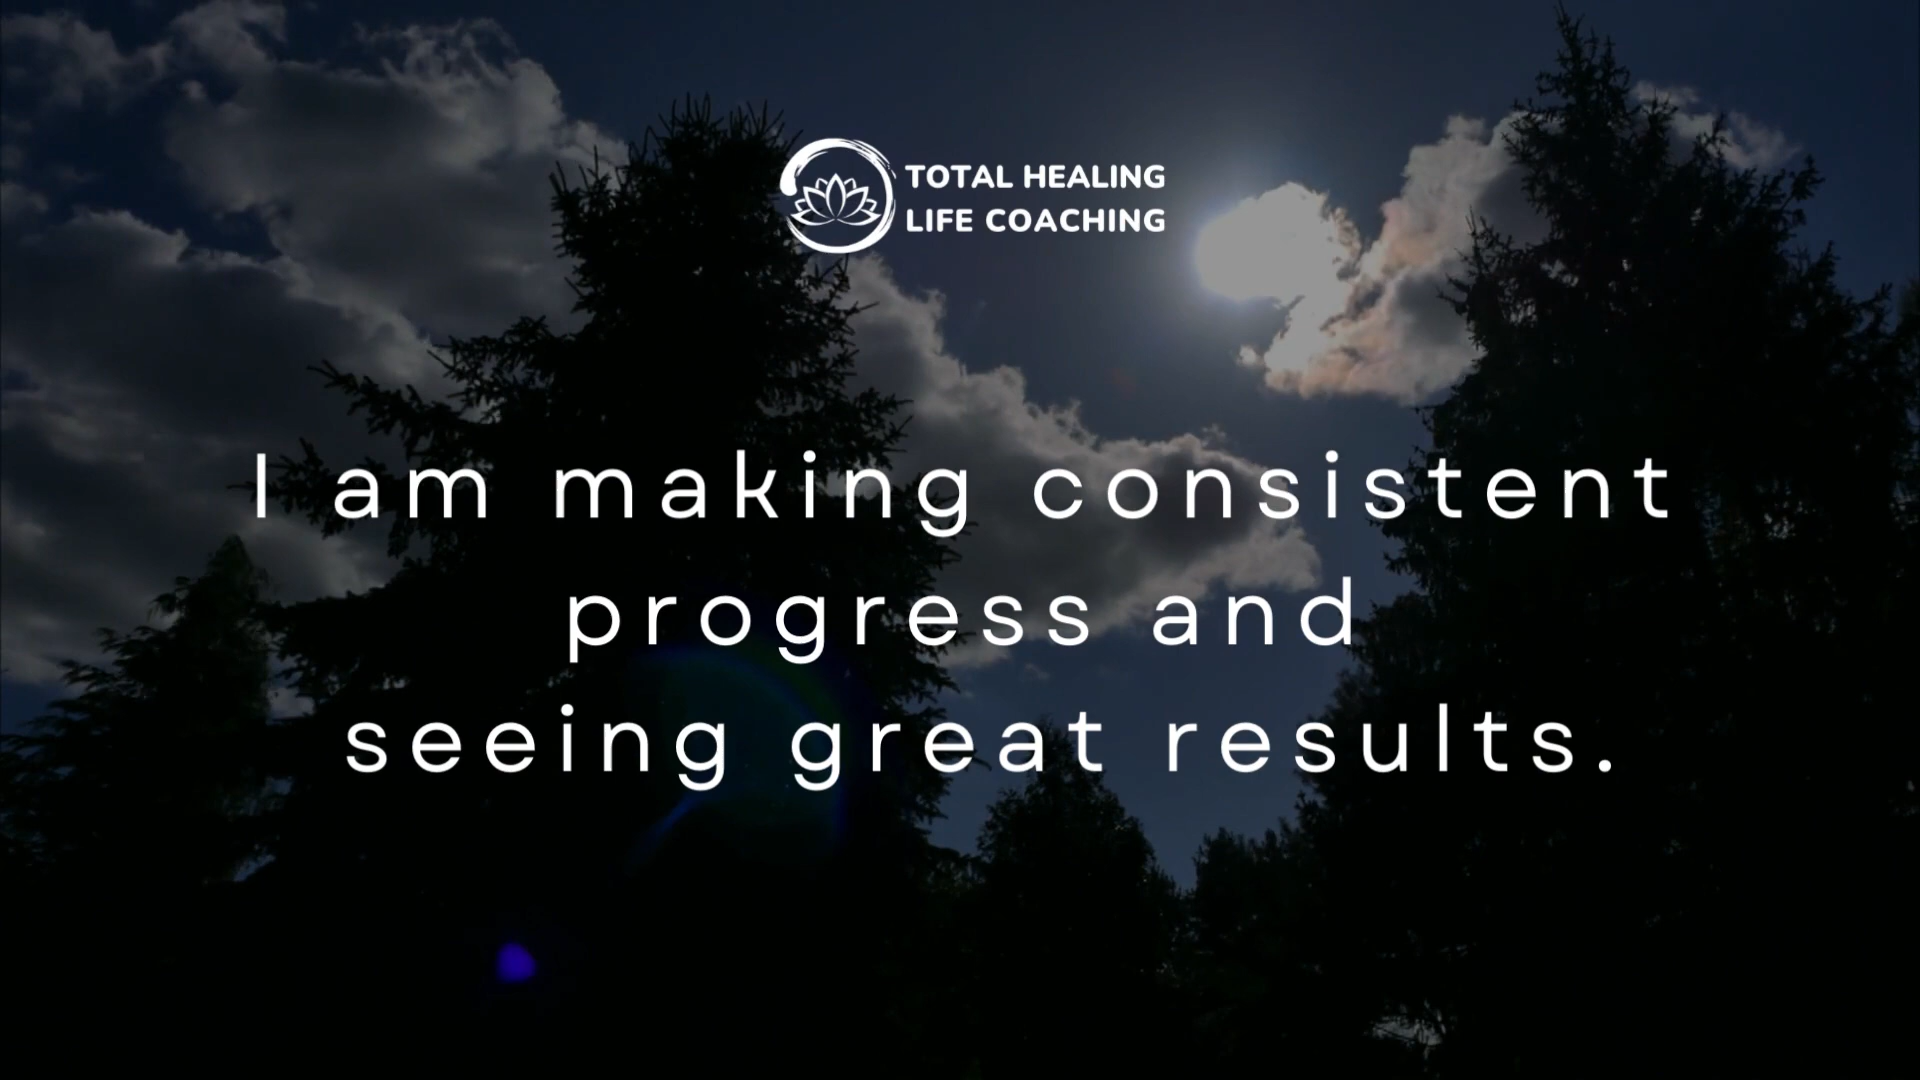 TOTAL HEALING
LIFE COACHING
I am making consistent
progress and
seeing great results.